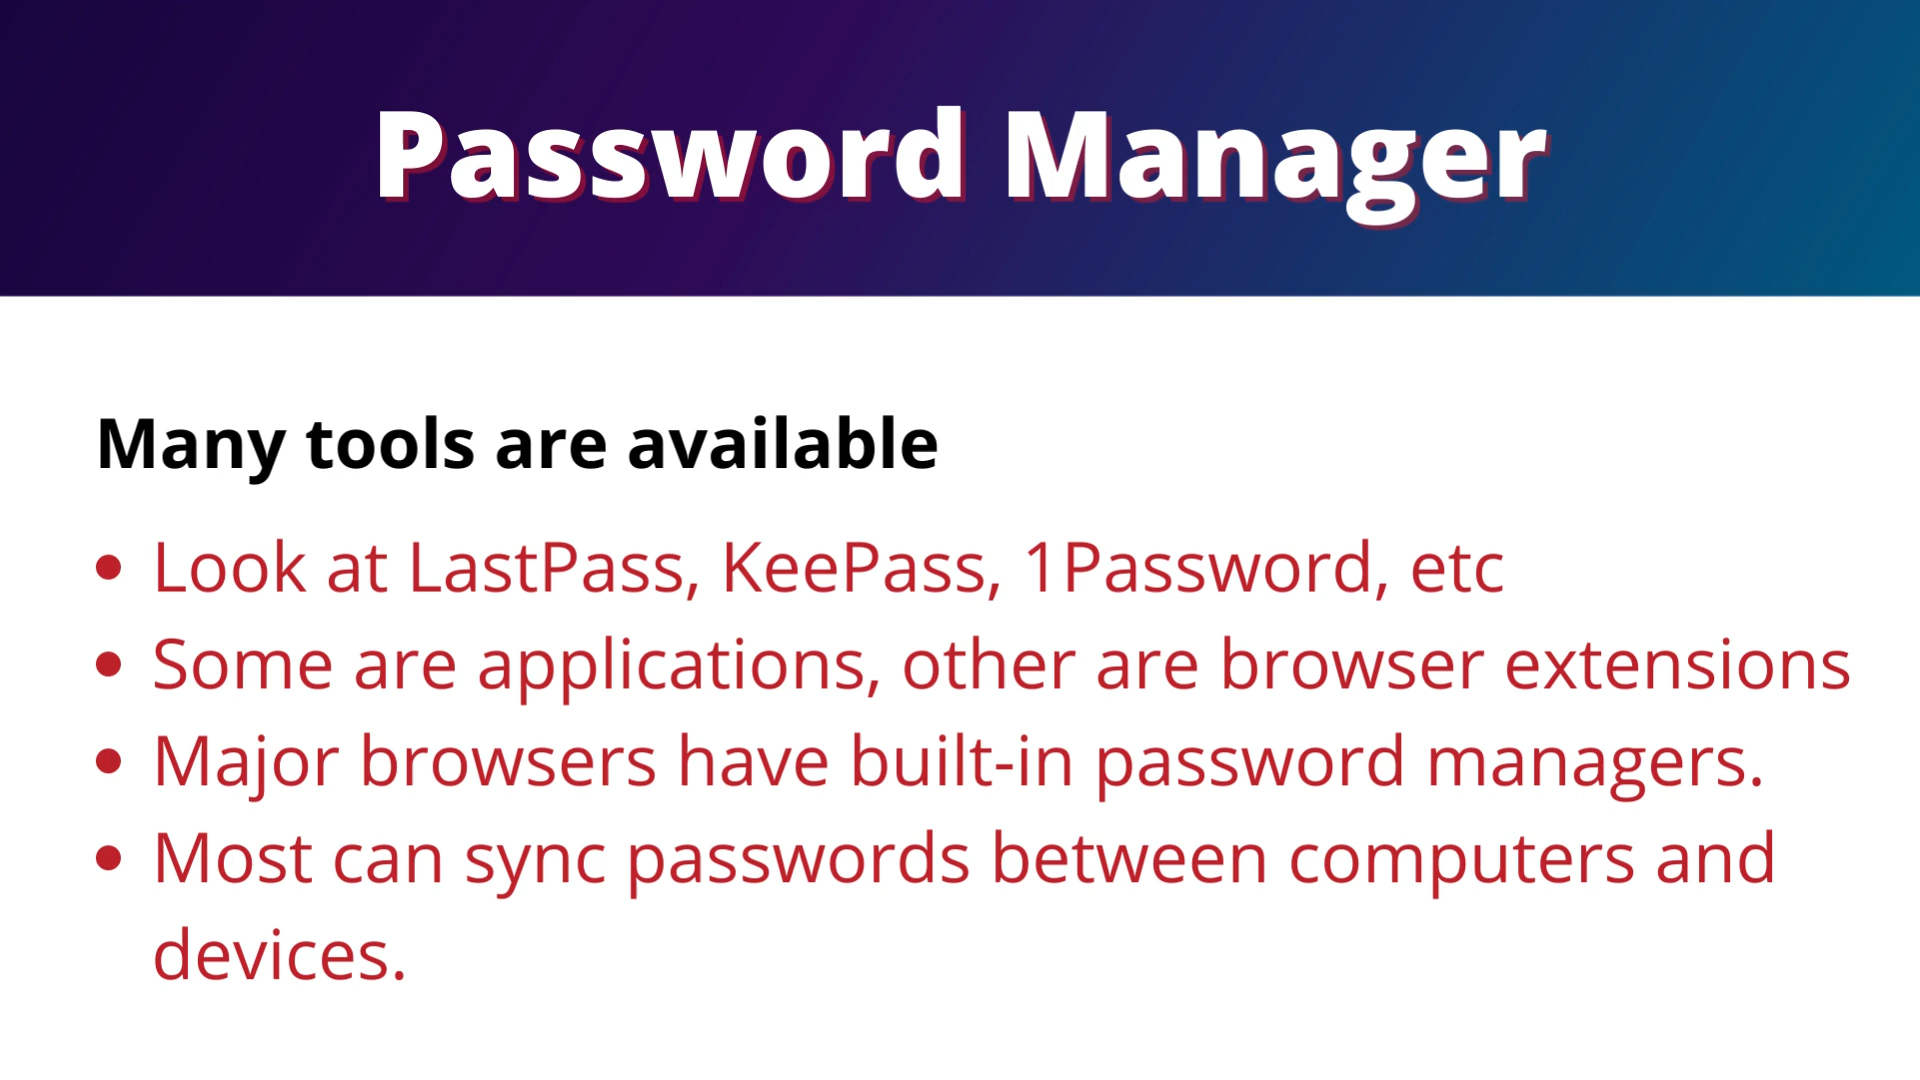 Password Manager
Many tools are available
• Look at LastPass, KeePass, 1Password, etc
• Some are applications, other are browser extensions
• Major browsers have built-in password managers.
• Most can sync passwords between computers and
devices.